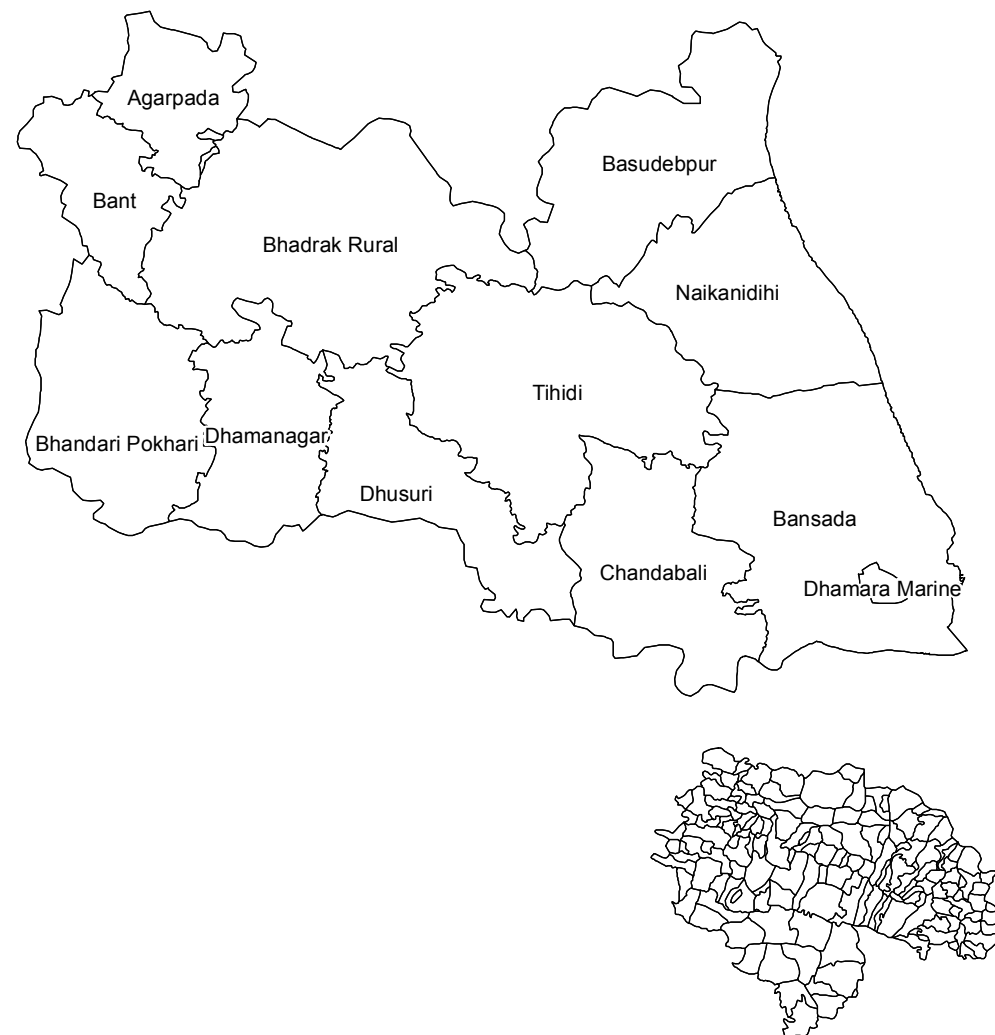 Agarpada
Basudebpur
Bant
Bhadrak Rural
Naikanidihi
Tihidi
Bhandari Pokhari
Dhamanagar
Dhusuri
Bansada
Chandabali
Dhamara Marine